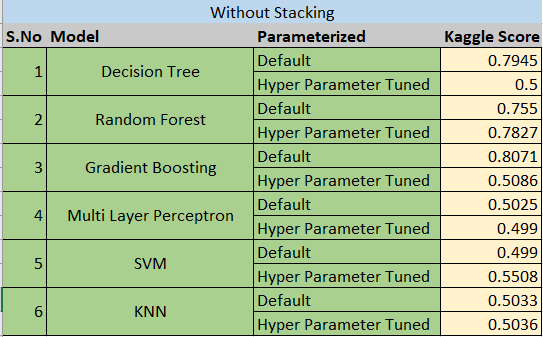 Without Stacking
S.No Model Parameterized Kaggle Score
1 Decision Tree Default 0.7945
Hyper Parameter Tuned 0.5
2 Random Forest Default 0.755
Hyper Parameter Tuned 0.7827
3 Gradient Boosting Default 0.8071
Hyper Parameter Tuned 0.5086
4 Multi Layer Perceptron Default 0.5025
Hyper Parameter Tuned 0.499
5 SVM Default 0.499
Hyper Parameter Tuned 0.5508
6 KNN Default 0.5033
Hyper Parameter Tuned 0.5036